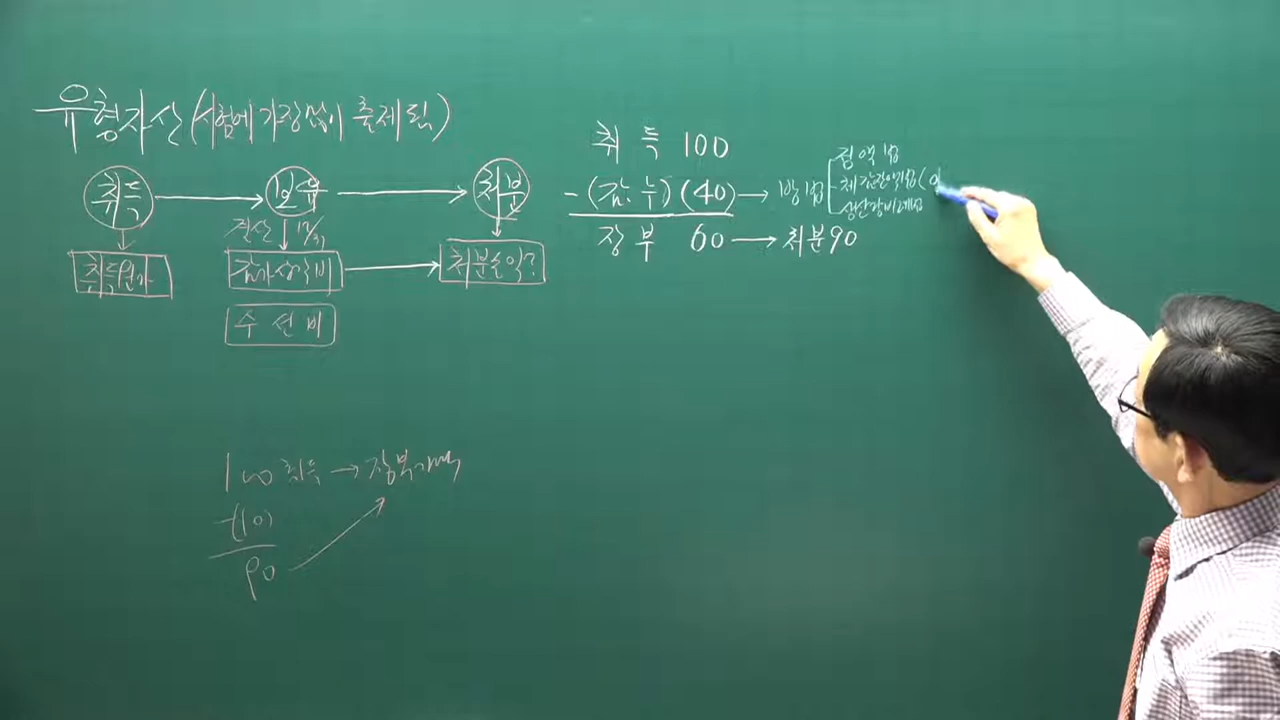 유형자산(시험에 가장 많이 출제됨)
취득 → 보유 → 처분
결산 12/31
취득원가
감가상각비 → 처분손익?
수선비
취득 100
-(감.누) (40) → 방법
정액법
체감잔액법(
생산량비례법
장부 60 → 처분 90
100 취득 → 장부가액
-(10)
90